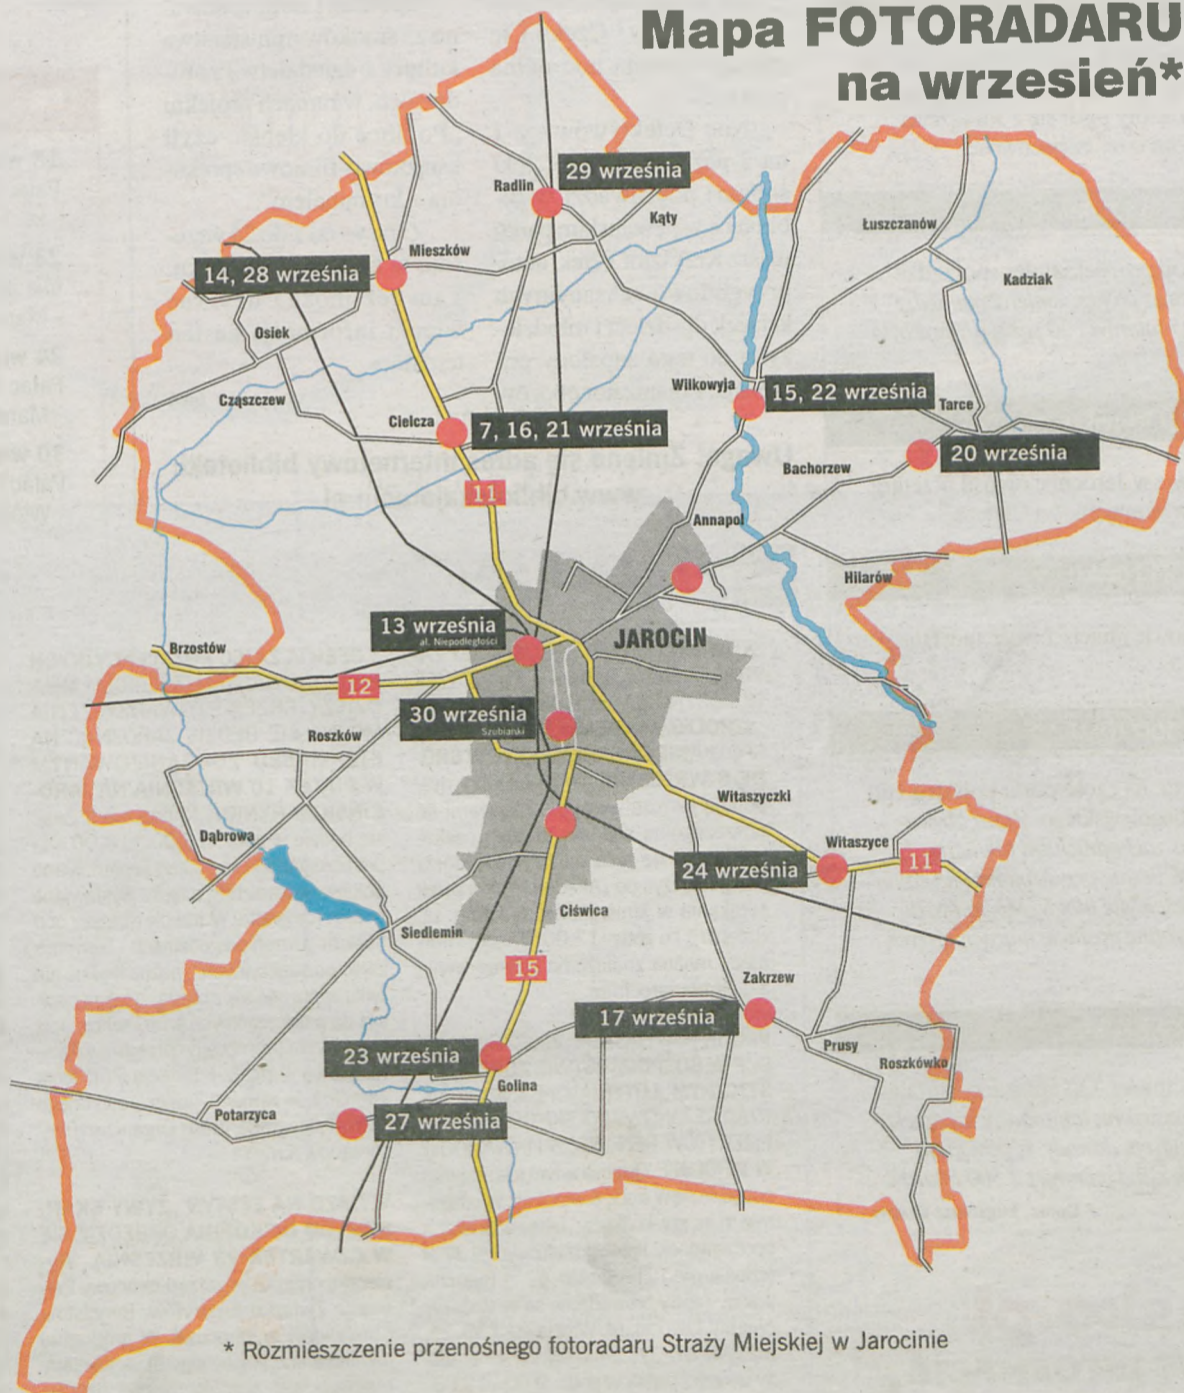 Mapa FOTORADARU
na wrzesień*
29 września
Radlin
Kąty
Łuszczanów
Mieszków
14, 28 września
Kadziak
Osiek
Cząszczew
Wilkowyja
15, 22 września
Tarce
Cielcza
7, 16, 21 września
20 września
Bachorzew
11
Annapol
Hilarów
13 września
al. Niepodległości
JAROCIN
Brzostów
12
30 września
Szubianki
Roszków
Witaszyczki
Dąbrowa
Witaszyce
24 września
11
Ciświca
Siedlemin
15
Zakrzew
17 września
Prusy
23 września
Roszkówko
Golina
Potarzyca
27 września
* Rozmieszczenie przenośnego fotoradaru Straży Miejskiej w Jarocinie